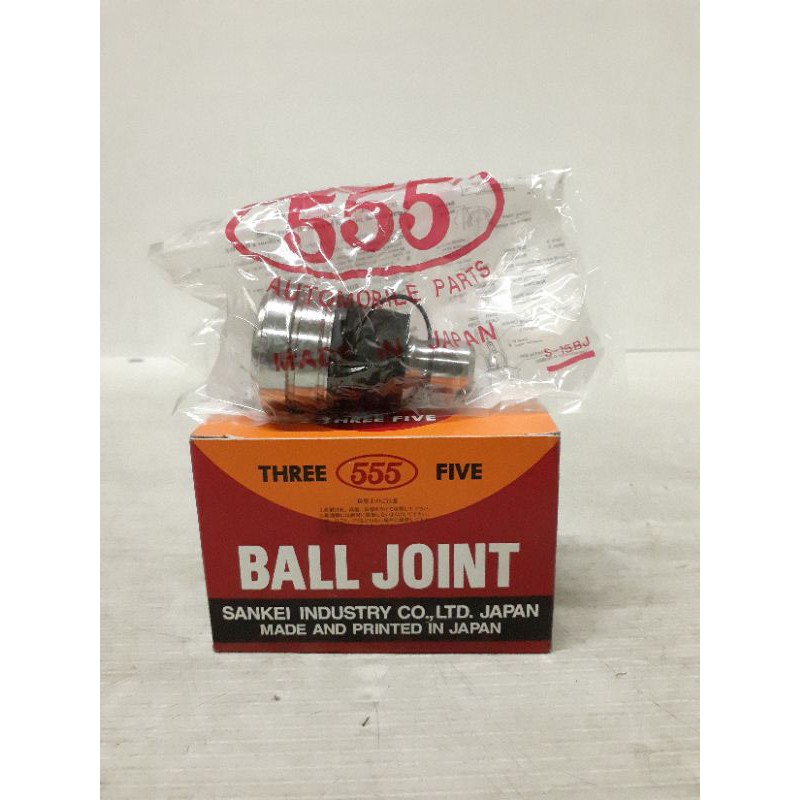 555
AUTOMOBILE PARTS
MADE IN JAPAN
S-15BJ
THREE FIVE
THREE 555 FIVE
BALL JOINT
SANKEI INDUSTRY CO.,LTD. JAPAN
MADE AND PRINTED IN JAPAN